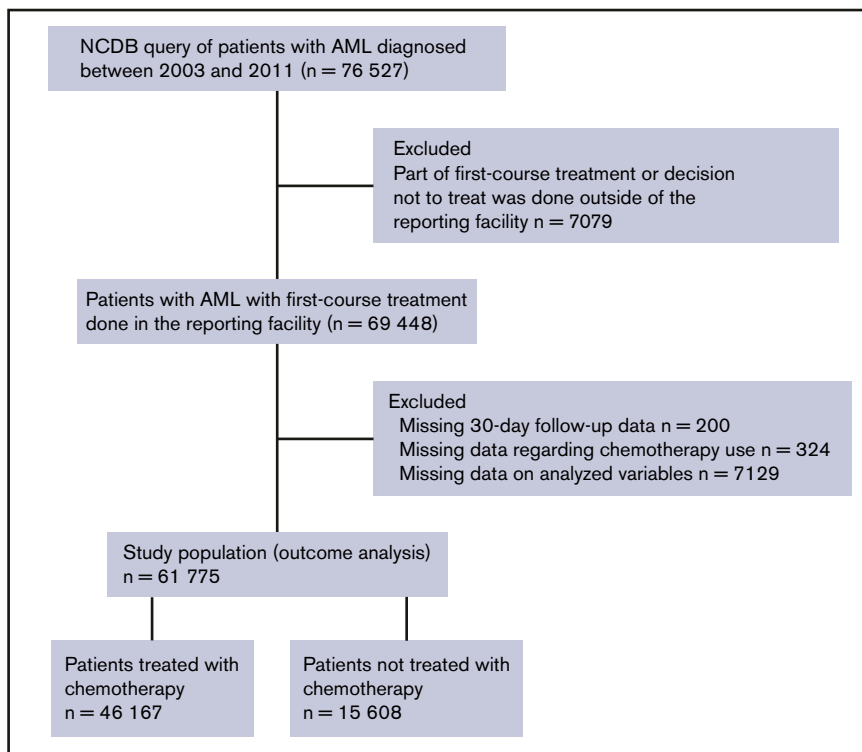 NCDB query of patients with AML diagnosed
between 2003 and 2011 (n = 76 527)
Excluded
Part of first-course treatment or decision
not to treat was done outside of the
reporting facility n = 7079
Patients with AML with first-course treatment
done in the reporting facility (n = 69 448)
Excluded
Missing 30-day follow-up data n = 200
Missing data regarding chemotherapy use n = 324
Missing data on analyzed variables n = 7129
Study population (outcome analysis)
n = 61 775
Patients treated with
chemotherapy
n = 46 167
Patients not treated with
chemotherapy
n = 15 608